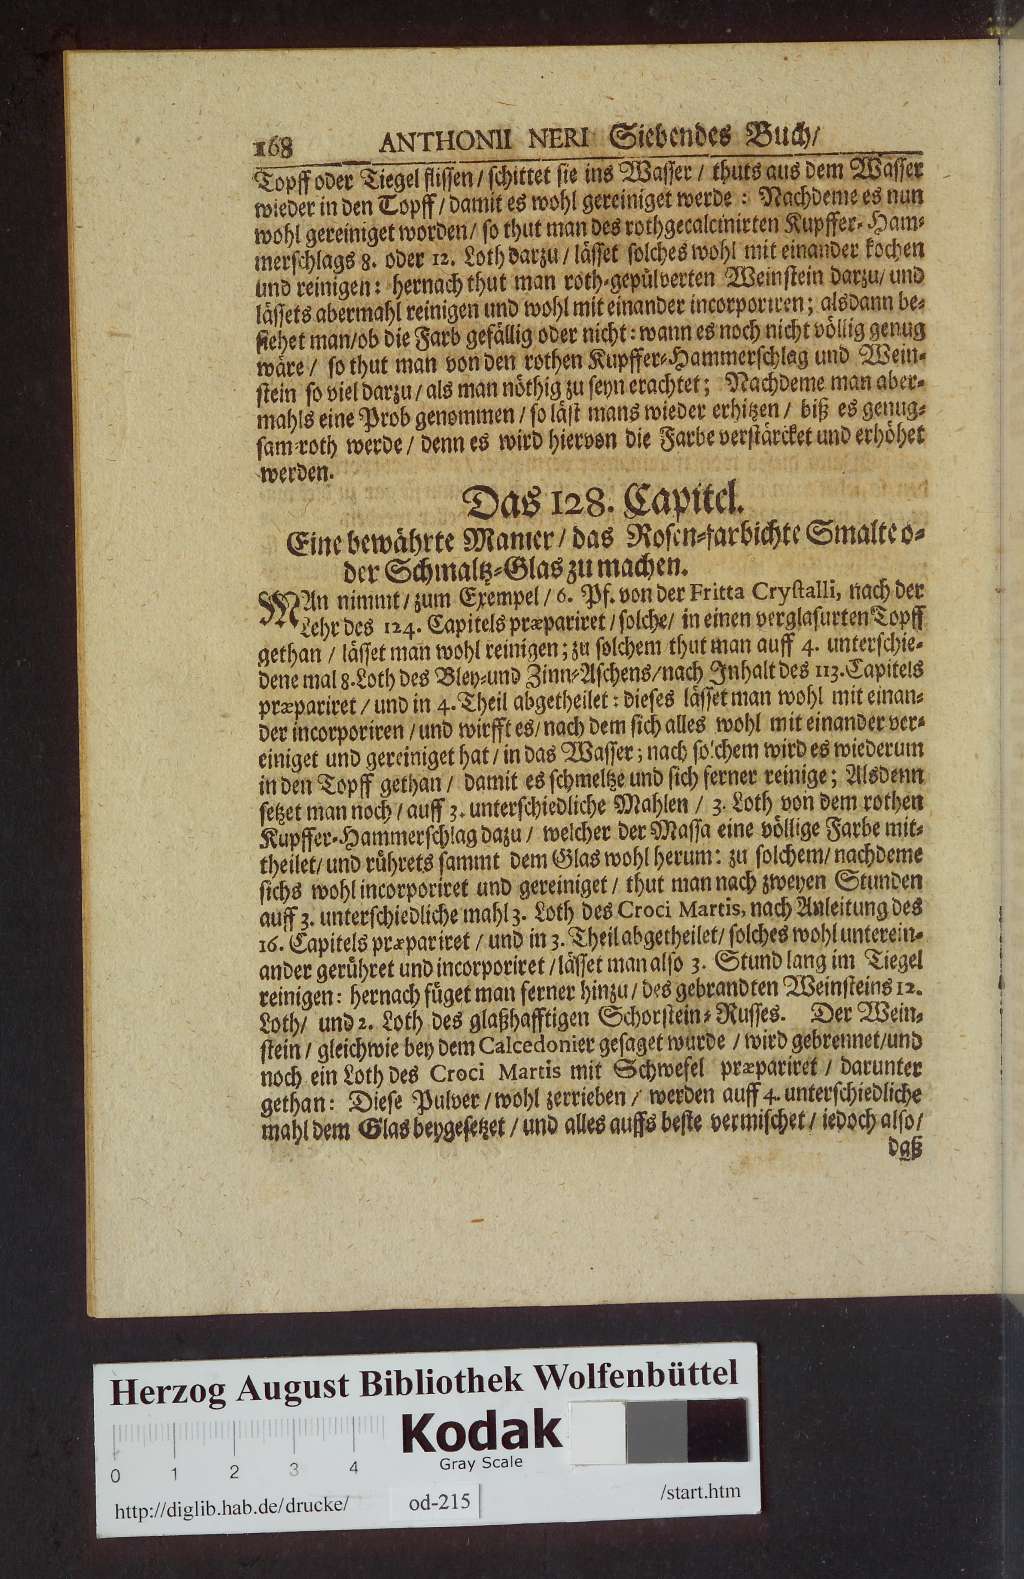 168 ANTHONII NERI Siebendes Buch/
Topff oder Tiegel flissen / schittet sie ins Wasser / thuts aus dem Wasser
wieder in den Topff / damit es wohl gereiniget werde : Nachdeme es nun
wohl gereiniget worden / so thut man des rothgecalcinirten Kupffer-Ham-
merschlags 8. oder 12. Loth darzu / lässet solches wohl mit einander kochen
und reinigen: hernach thut man roth-gepülverten Weinstein darzu/ und
lässets abermahl reinigen und wohl mit einander incorporiren; alsdann be-
siehet man/ob die Farb gefällig oder nicht: wann es noch nicht völlig genug
wäre / so thut man von den rothen Kupffer-Hammerschlag und Wein-
stein so viel darzu / als man nöthig zu seyn erachtet; Nachdeme man aber-
mahls eine Prob genommen / so läst mans wieder erhitzen / biß es genug-
sam-roth werde / denn es wird hiervon die Farbe verstärcket und erhöhet
werden.
Das 128. Capitel.
Eine bewährte Manier / das Rosen-farbichte Smalte o-
der Schmaltz-Glas zu machen.
MAn nimmt / zum Exempel / 6. Pf. von der Fritta Crystalli, nach der
Lehr des 124. Capitels præpariret / solche/ in einen verglasurten Topff
gethan / lässet man wohl reinigen; zu solchem thut man auff 4. unterschie-
dene mal 8. Loth des Bley-und Zinn-Aschens/nach Inhalt des 113. Capitels
præpariret / und in 4. Theil abgetheilet: dieses lässet man wohl mit einan-
der incorporiren / und wirfft es/ nach dem sich alles wohl mit einander ver-
einiget und gereiniget hat / in das Wasser; nach solchem wird es wiederum
in den Topff gethan / damit es schmeltze und sich ferner reinige; Alsdenn
setzet man noch / auff 3. unterschiedliche Mahlen / 3. Loth von dem rothen
Kupffer-Hammerschlag dazu / welcher der Massa eine völlige Farbe mit-
theilet/ und rührets sammt dem Glas wohl herum: zu solchem/ nachdeme
sichs wohl incorporiret und gereiniget / thut man nach zweyen Stunden
auff 3. unterschiedliche mahl 3. Loth des Croci Martis, nach Anleitung des
16. Capitels præpariret / und in 3. Theil abgetheilet/ solches wohl unterein-
ander gerühret und incorporiret / lässet man also 3. Stund lang im Tiegel
reinigen: hernach füget man ferner hinzu / des gebrandten Weinsteins 12.
Loth/ und 2. Loth des glaßhafftigen Schorstein-Russes. Der Wein-
stein / gleichwie bey dem Calcedonier gesaget wurde / wird gebrennet/und
noch ein Loth des Croci Martis mit Schwefel præpariret / darunter
gethan: Diese Pulver / wohl zerrieben / werden auff 4. unterschiedliche
mahl dem Glas beygesetzet / und alles auffs beste vermischet / iedoch also /
daß
Herzog August Bibliothek Wolfenbüttel
Kodak
Gray Scale
0 1 2 3 4
http://diglib.hab.de/drucke/ od-215 /start.htm